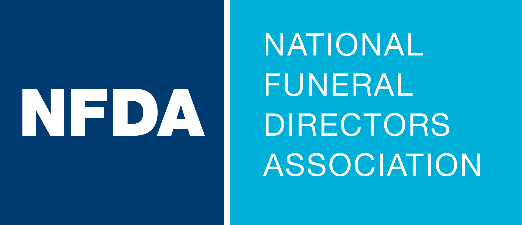 NFDA
NATIONAL
FUNERAL
DIRECTORS
ASSOCIATION